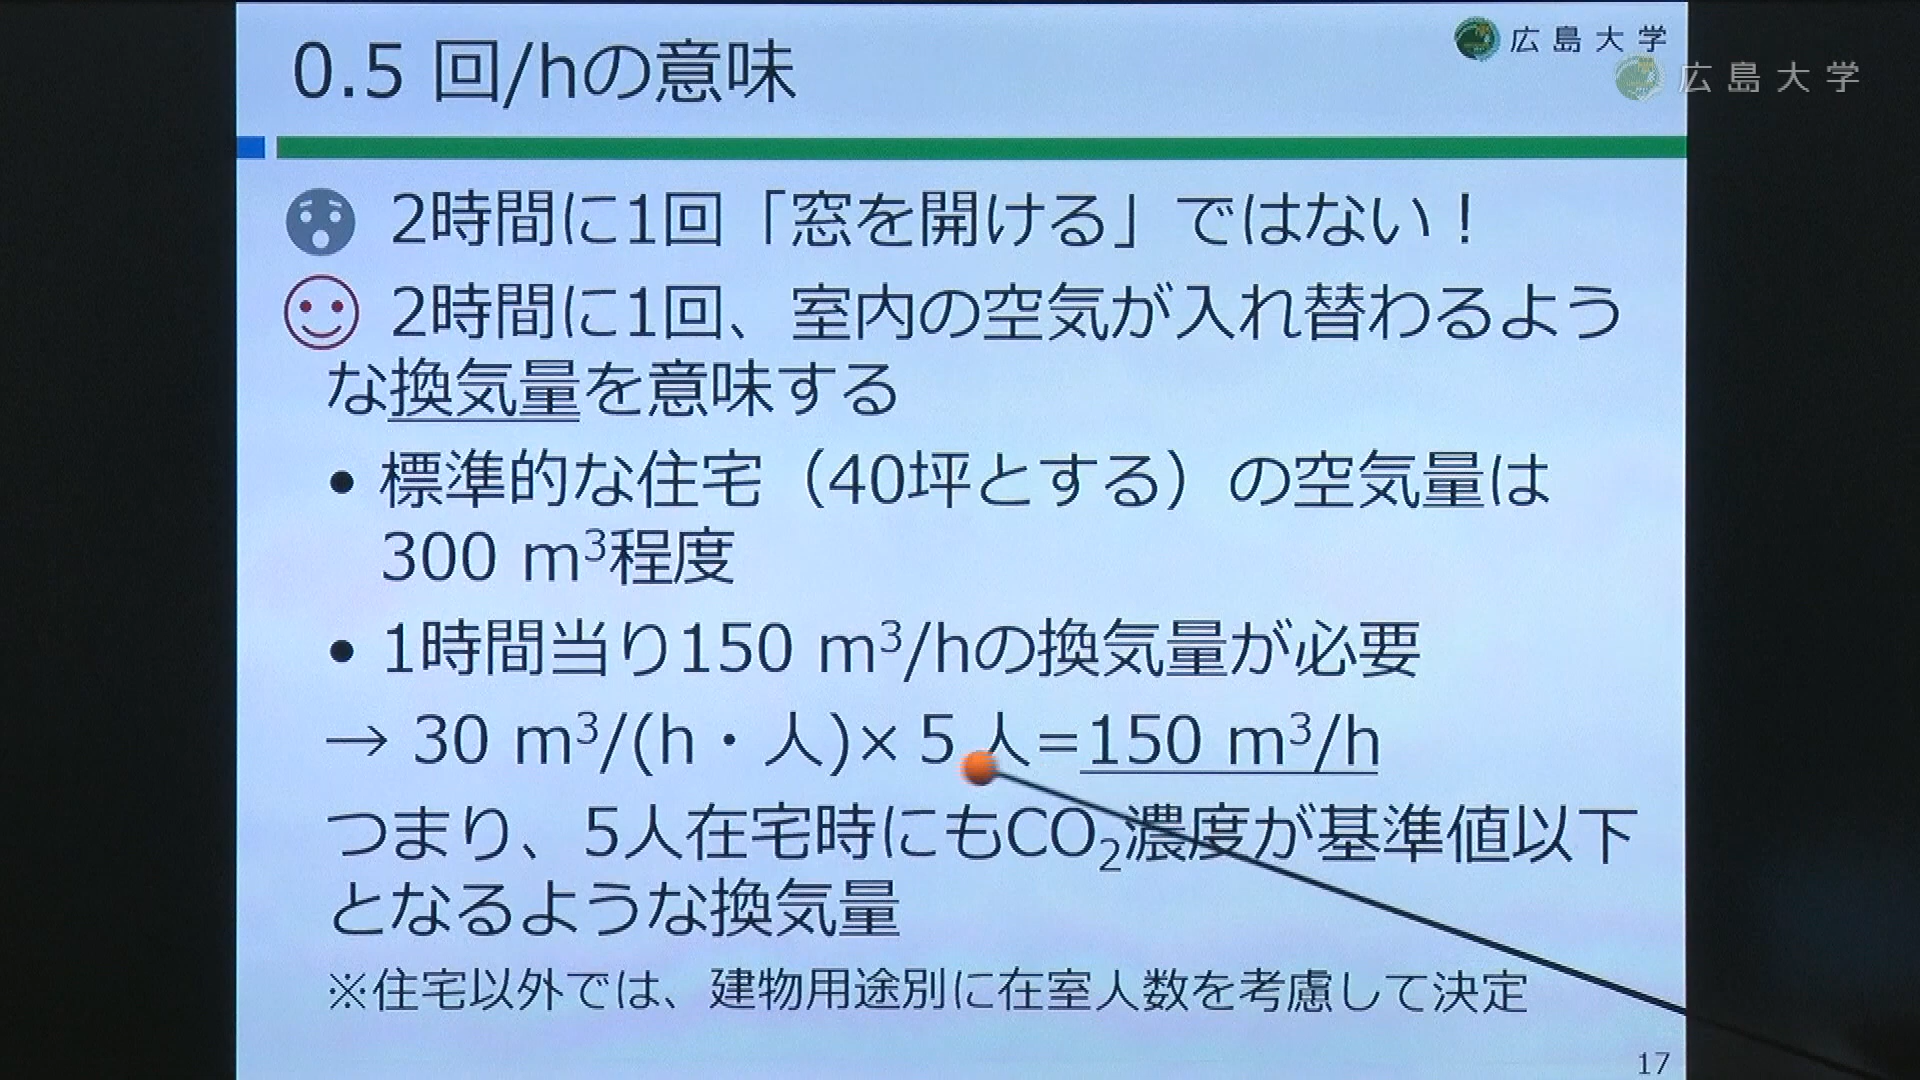 0.5 回/hの意味
広島大学
広島大学
2時間に1回「窓を開ける」ではない！
2時間に1回、室内の空気が入れ替わるよう
な換気量を意味する
• 標準的な住宅（40坪とする）の空気量は
300 m³程度
• 1時間当り150 m³/hの換気量が必要
→ 30 m³/(h・人)× 5 人=150 m³/h
つまり、5人在宅時にもCO₂濃度が基準値以下
となるような換気量
※住宅以外では、建物用途別に在室人数を考慮して決定
17